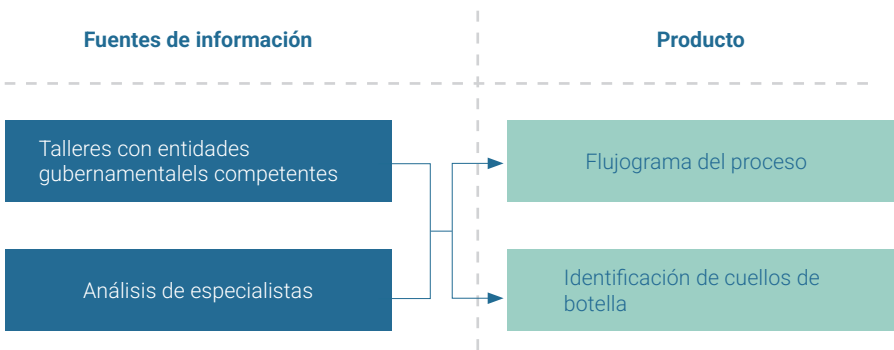 Fuentes de información
Producto
Talleres con entidades
gubernamentalels competentes
Flujograma del proceso
Análisis de especialistas
Identificación de cuellos de
botella